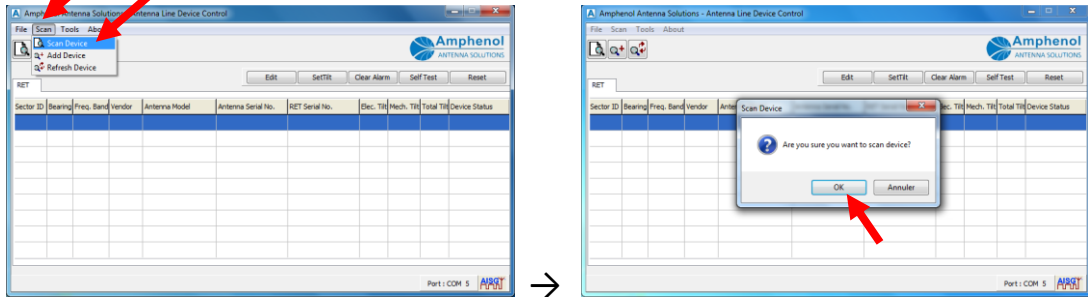 Amphenol Antenna Solutions - Antenna Line Device Control
File Scan Tools About
Scan Device
Add Device
Refresh Device
Amphenol
ANTENNA SOLUTIONS
Edit SetTilt Clear Alarm Self Test Reset
RET
Sector ID Bearing Freq. Band Vendor Antenna Model Antenna Serial No. RET Serial No. Elec. Tilt Mech. Tilt Total Tilt Device Status
Port : COM 5 AISG
→
Amphenol Antenna Solutions - Antenna Line Device Control
File Scan Tools About
Amphenol
ANTENNA SOLUTIONS
Edit SetTilt Clear Alarm Self Test Reset
RET
Sector ID Bearing Freq. Band Vendor Mech. Tilt Total Tilt Device Status
Scan Device
Are you sure you want to scan device?
OK Annuler
Port : COM 5 AISG